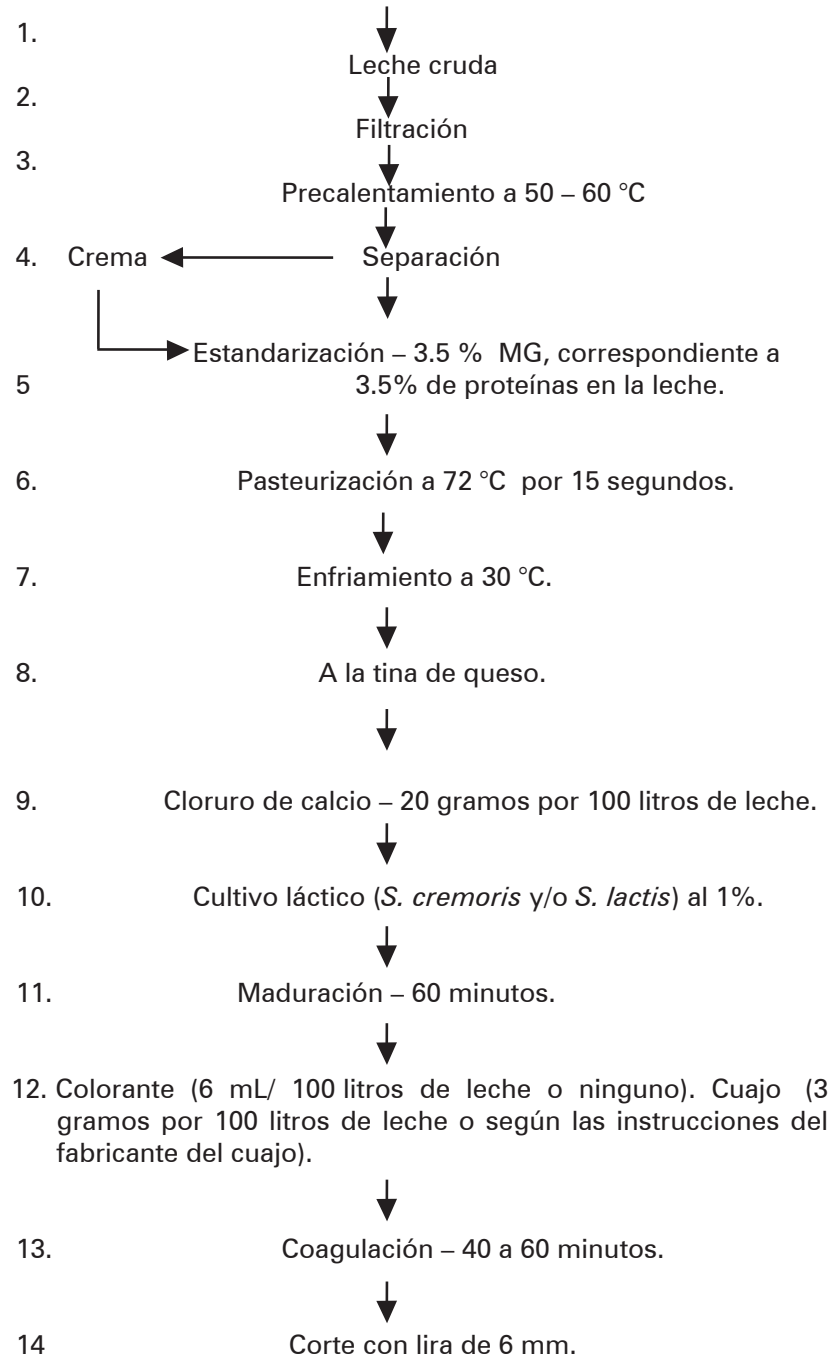 1.
Leche cruda
2.
Filtración
3.
Precalentamiento a 50 – 60 °C
4. Crema Separación
Estandarización – 3.5 % MG, correspondiente a
5 3.5% de proteínas en la leche.
6. Pasteurización a 72 °C por 15 segundos.
7. Enfriamiento a 30 °C.
8. A la tina de queso.
9. Cloruro de calcio – 20 gramos por 100 litros de leche.
10. Cultivo láctico (S. cremoris y/o S. lactis) al 1%.
11. Maduración – 60 minutos.
12. Colorante (6 mL/ 100 litros de leche o ninguno). Cuajo (3
gramos por 100 litros de leche o según las instrucciones del
fabricante del cuajo).
13. Coagulación – 40 a 60 minutos.
14 Corte con lira de 6 mm.